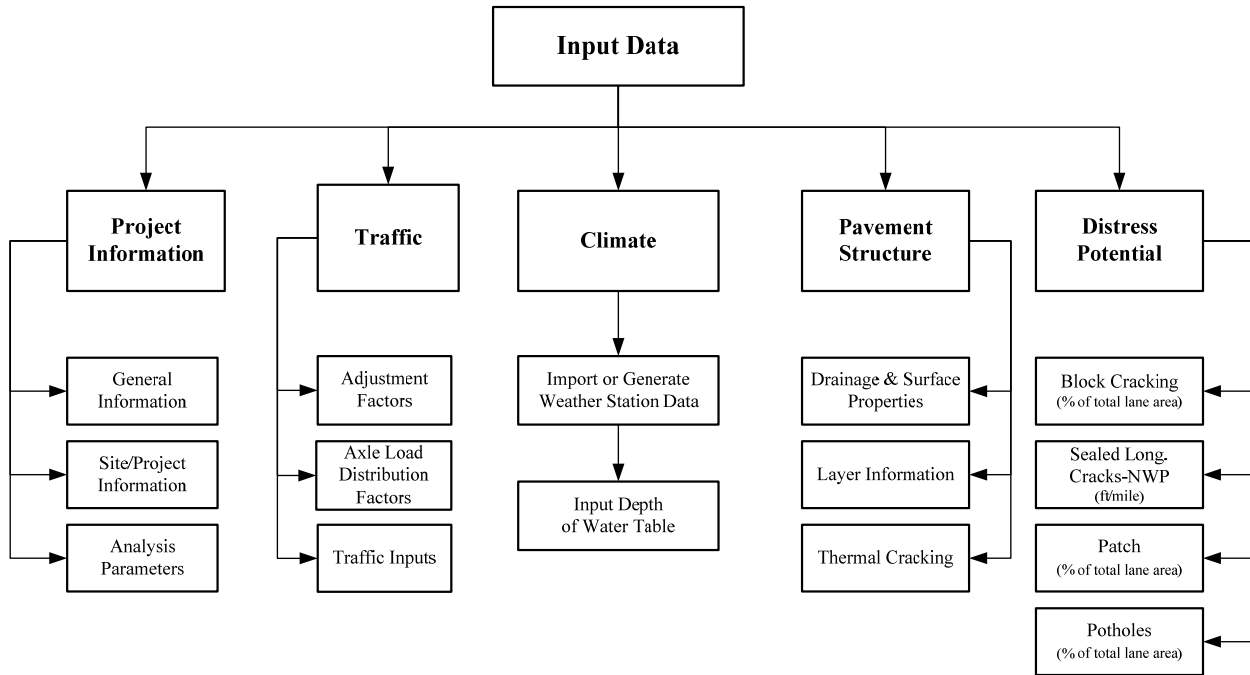 Input Data
Project
Information
Traffic
Climate
Pavement
Structure
Distress
Potential
General
Information
Site/Project
Information
Analysis
Parameters
Adjustment
Factors
Axle Load
Distribution
Factors
Traffic Inputs
Import or Generate
Weather Station Data
Input Depth
of Water Table
Drainage & Surface
Properties
Layer Information
Thermal Cracking
Block Cracking
(% of total lane area)
Sealed Long.
Cracks-NWP
(ft/mile)
Patch
(% of total lane area)
Potholes
(% of total lane area)